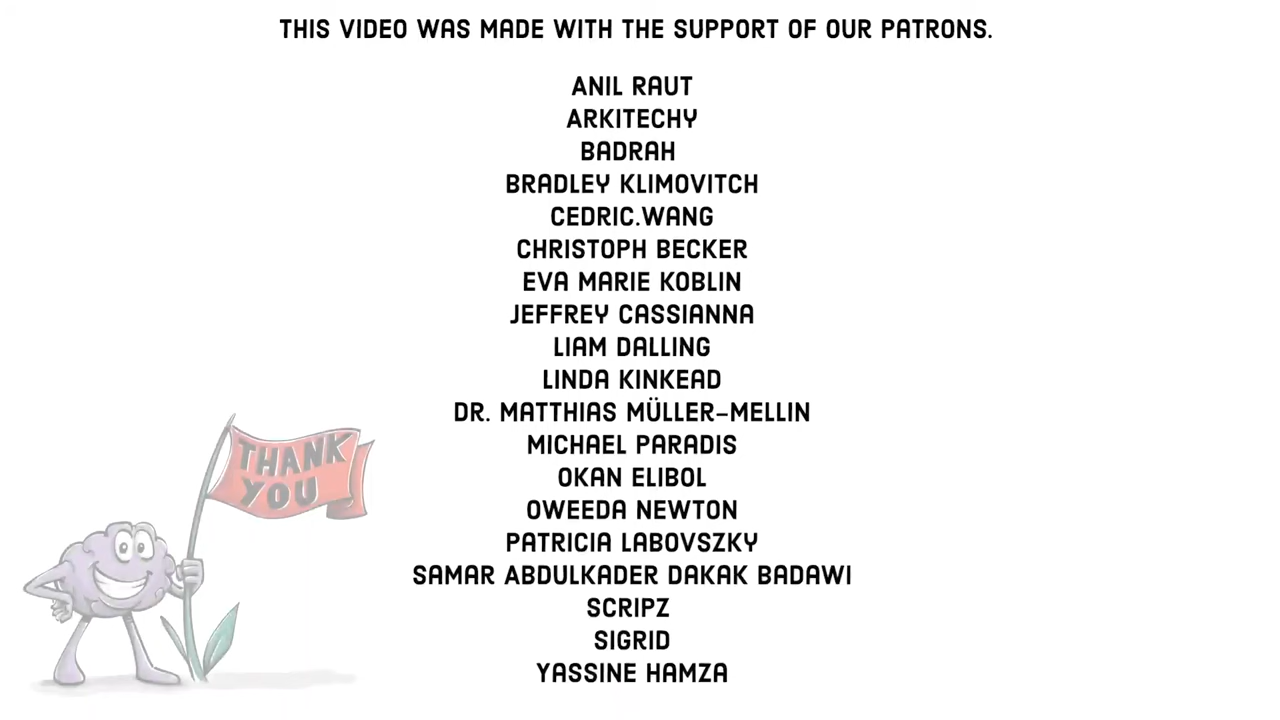 THIS VIDEO WAS MADE WITH THE SUPPORT OF OUR PATRONS.
ANIL RAUT
ARKITECHY
BADRAH
BRADLEY KLIMOVITCH
CEDRIC.WANG
CHRISTOPH BECKER
EVA MARIE KOBLIN
JEFFREY CASSIANNA
LIAM DALLING
LINDA KINKEAD
DR. MATTHIAS MÜLLER-MELLIN
MICHAEL PARADIS
OKAN ELIBOL
OWEEDA NEWTON
PATRICIA LABOVSZKY
SAMAR ABDULKADER DAKAK BADAWI
SCRIPZ
SIGRID
YASSINE HAMZA
THANK
YOU